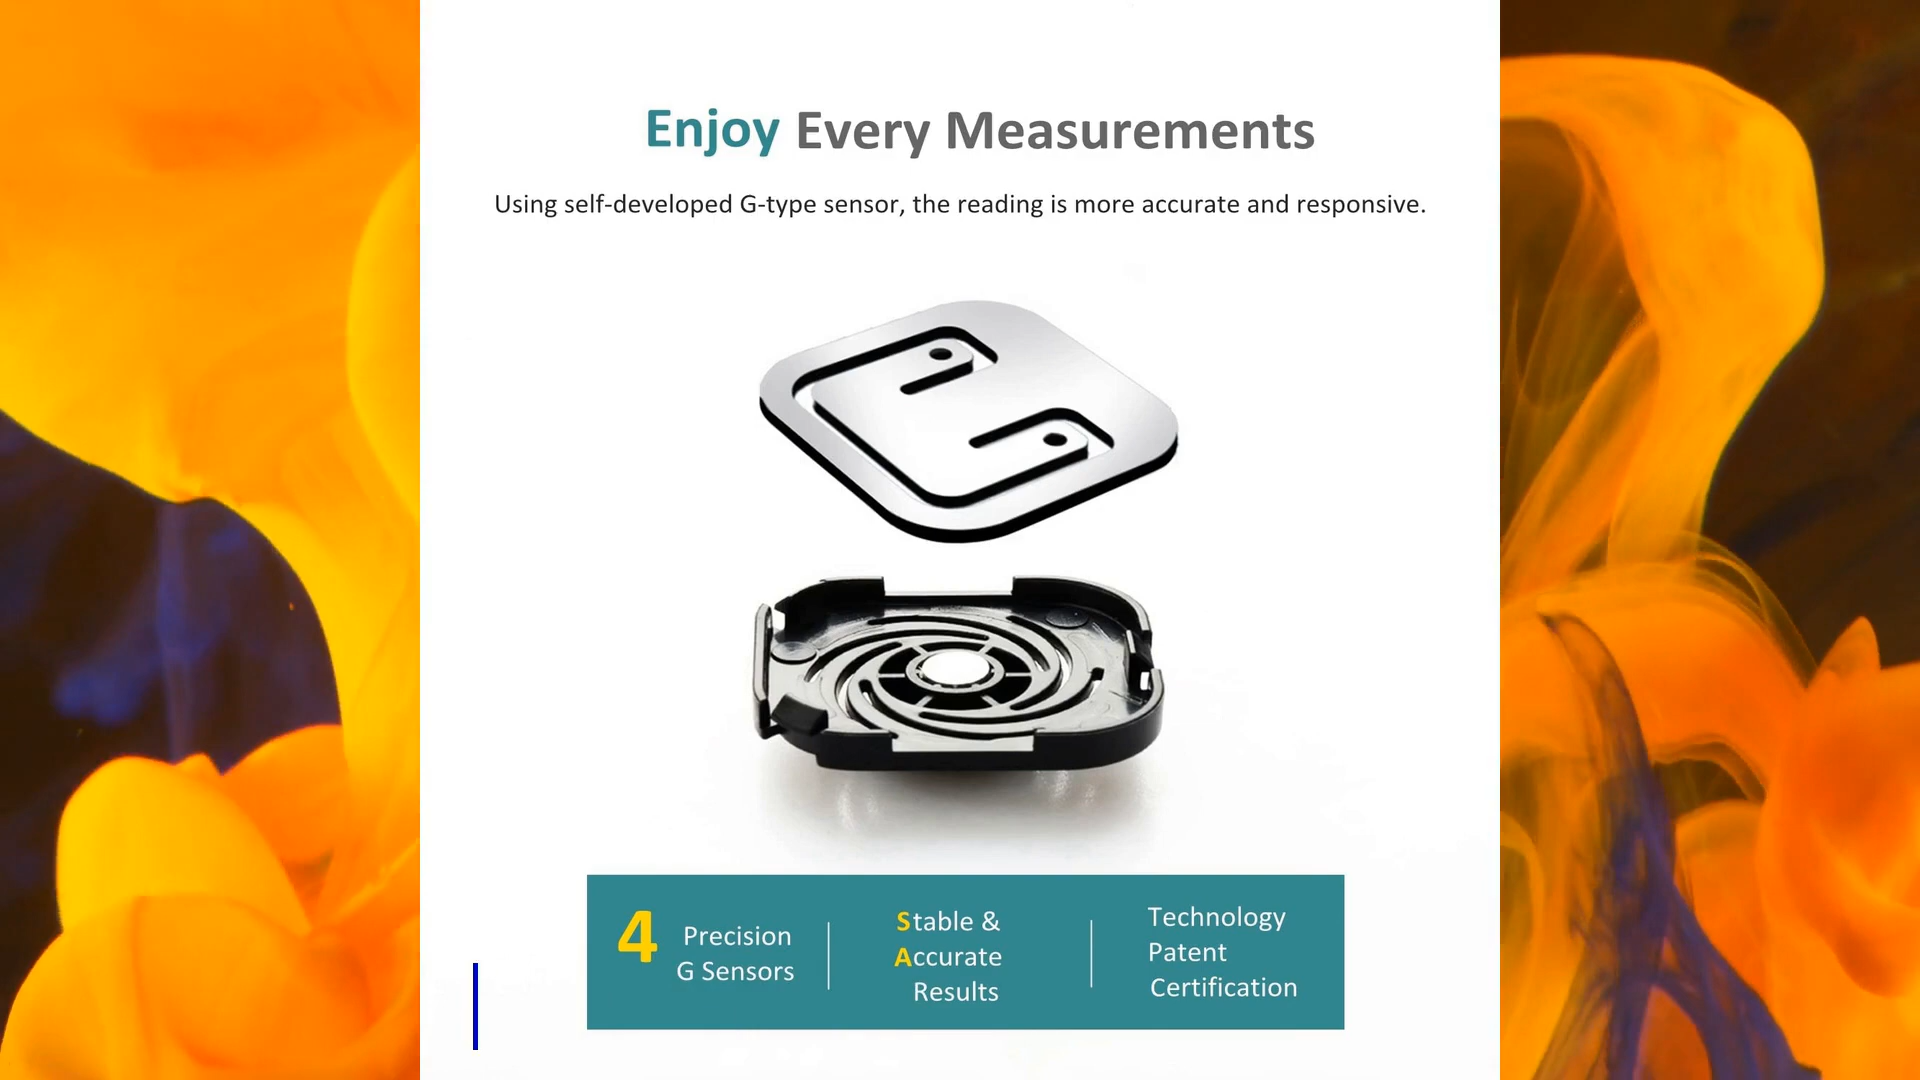 Enjoy Every Measurements
Using self-developed G-type sensor, the reading is more accurate and responsive.
4 Precision
G Sensors
Stable &
Accurate
Results
Technology
Patent
Certification